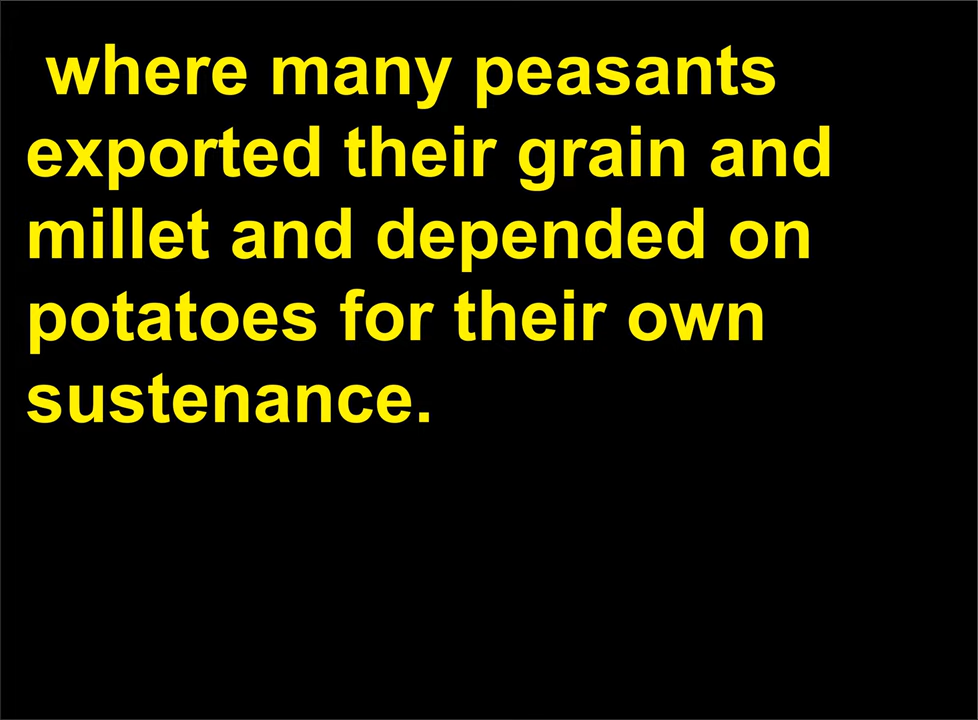 where many peasants
exported their grain and
millet and depended on
potatoes for their own
sustenance.